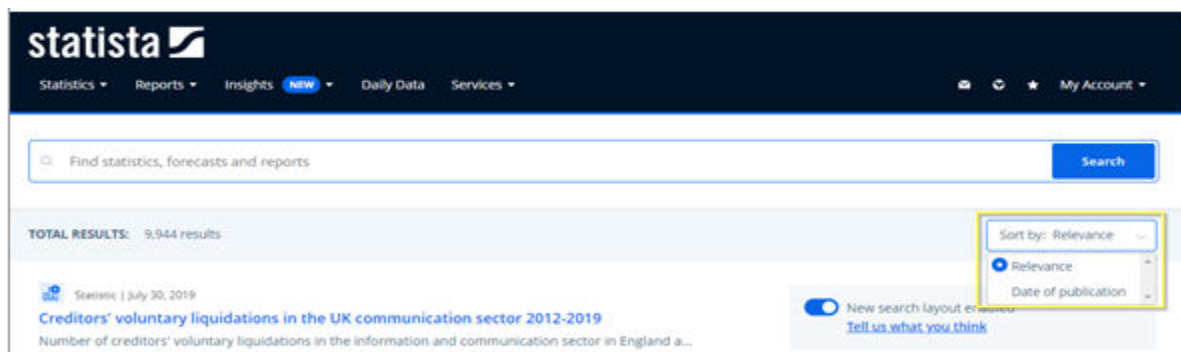 statista
Statistics Reports Insights NEW Daily Data Services My Account
Find statistics, forecasts and reports Search
TOTAL RESULTS: 9,944 results
Sort by: Relevance
Relevance
Date of publication
Statistic | July 30, 2019
Creditors' voluntary liquidations in the UK communication sector 2012-2019
Number of creditors' voluntary liquidations in the information and communication sector in England a...
New search layout enabled
Tell us what you think